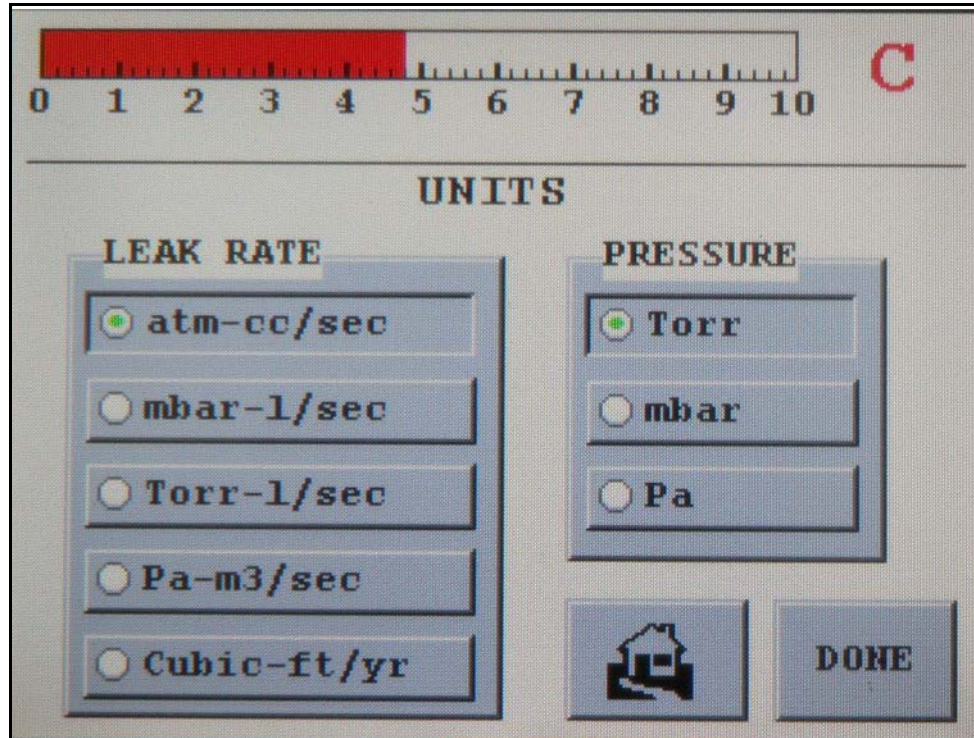 C
0 1 2 3 4 5 6 7 8 9 10
UNITS
LEAK RATE
atm-cc/sec
mbar-l/sec
Torr-l/sec
Pa-m3/sec
Cubic-ft/yr
PRESSURE
Torr
mbar
Pa
DONE